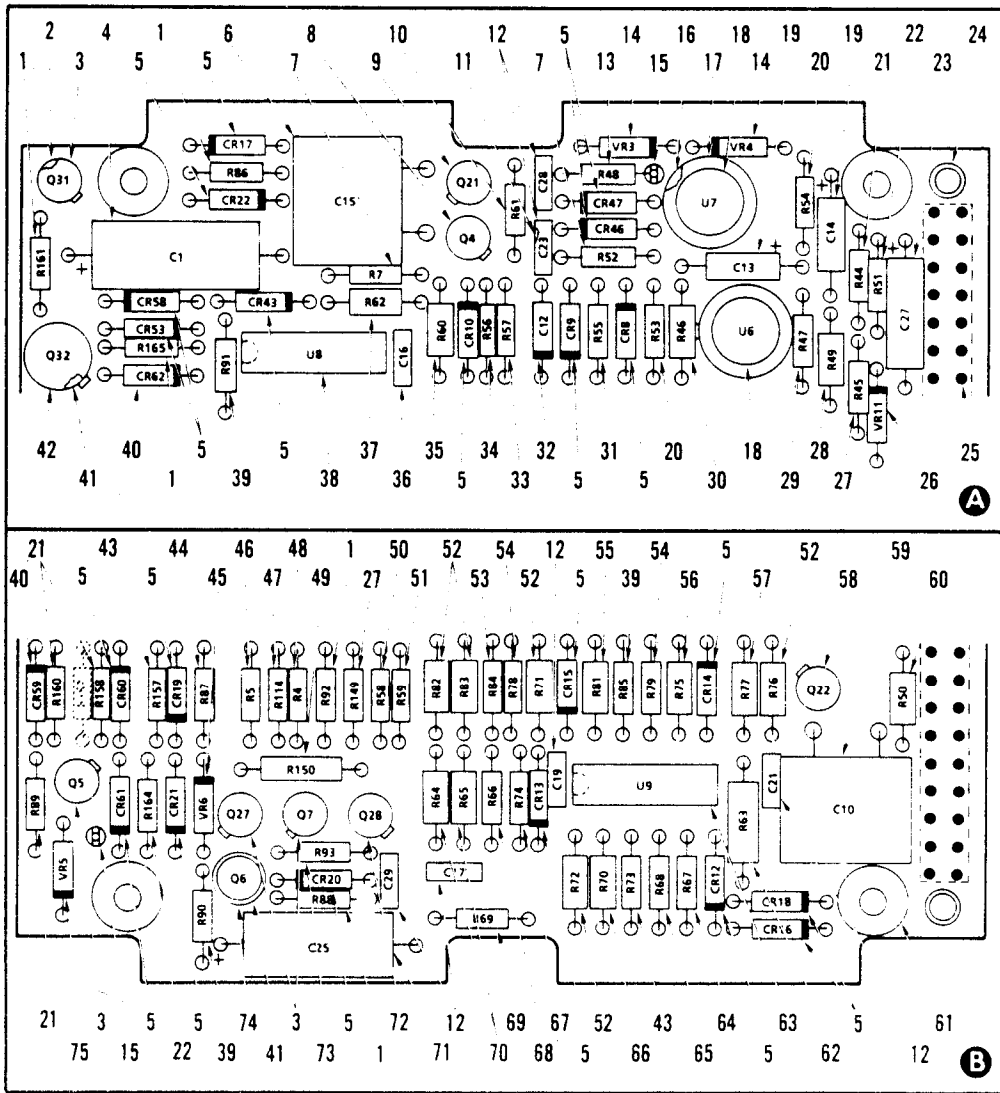 2 4 1 6 8 10 12 5 14 16 18 19 19 22 24
1 3 5 5 7 9 11 7 13 15 17 14 20 21 23
CR17 VR3 VR4
Q31 R86 Q21 C28 R48 R54
CR22 C15 R61 CR47 U7 C14
Q4 C23 CR46
R161 C1 R7 R52 C13 R44 R51
+ + + +
CR58 CR43 R62 C27
CR53 R60 CR10 R56 R57 C12 CR9 R55 CR8 R53 R46 U6 R47 R49
Q32 R165 R91 U8 C16
CR62 R45 VR11
42 40 5 5 37 35 34 32 31 20 18 28 25
41 1 39 38 36 5 33 5 5 30 29 27 26
A
21 43 44 46 48 1 50 52 54 12 55 54 5 52 59
40 5 5 45 47 49 27 51 53 52 5 39 56 57 58 60
CR59 R160 R158 CR60 R157 CR19 R87 R5 R114 R4 R92 R149 R58 R59 R82 R83 R84 R78 R71 CR15 R81 R85 R79 R75 CR14 R77 R76 Q22 R50
R150
R89 Q5 CR61 R164 CR21 VR6 R64 R65 R66 R74 CR13 C19 U9 C21
Q27 Q7 Q28 R63 C10
R93
VR5 Q6 CR20 C29 C17 R72 R70 R73 R68 R67 CR12
R90 R88 CR18
+ C25 R69 CR16
21 3 5 5 74 3 5 72 12 69 67 52 43 64 63 5 61
75 15 22 39 41 73 1 71 70 68 5 66 65 5 62 12
B